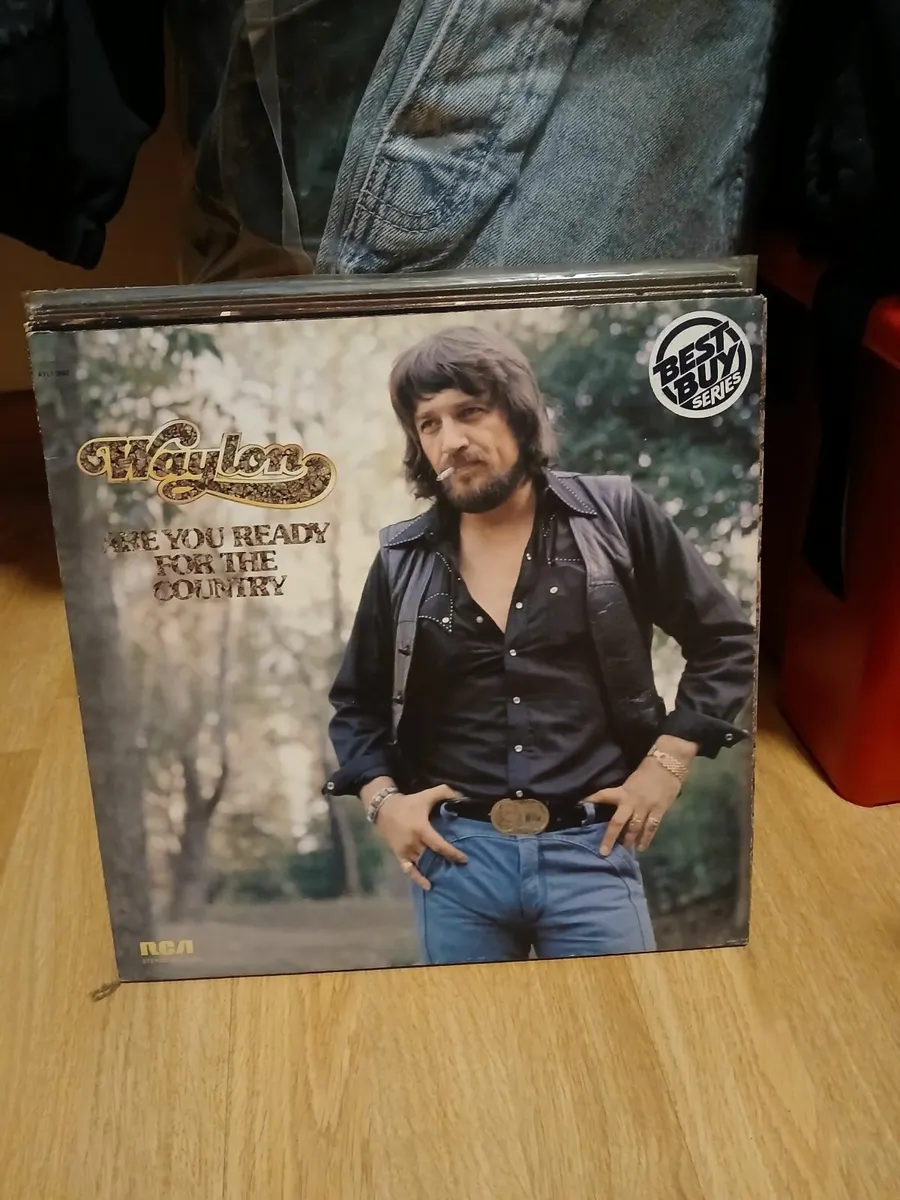 BEST
BUY
SERIES
Waylon
ARE YOU READY
FOR THE
COUNTRY
RCA